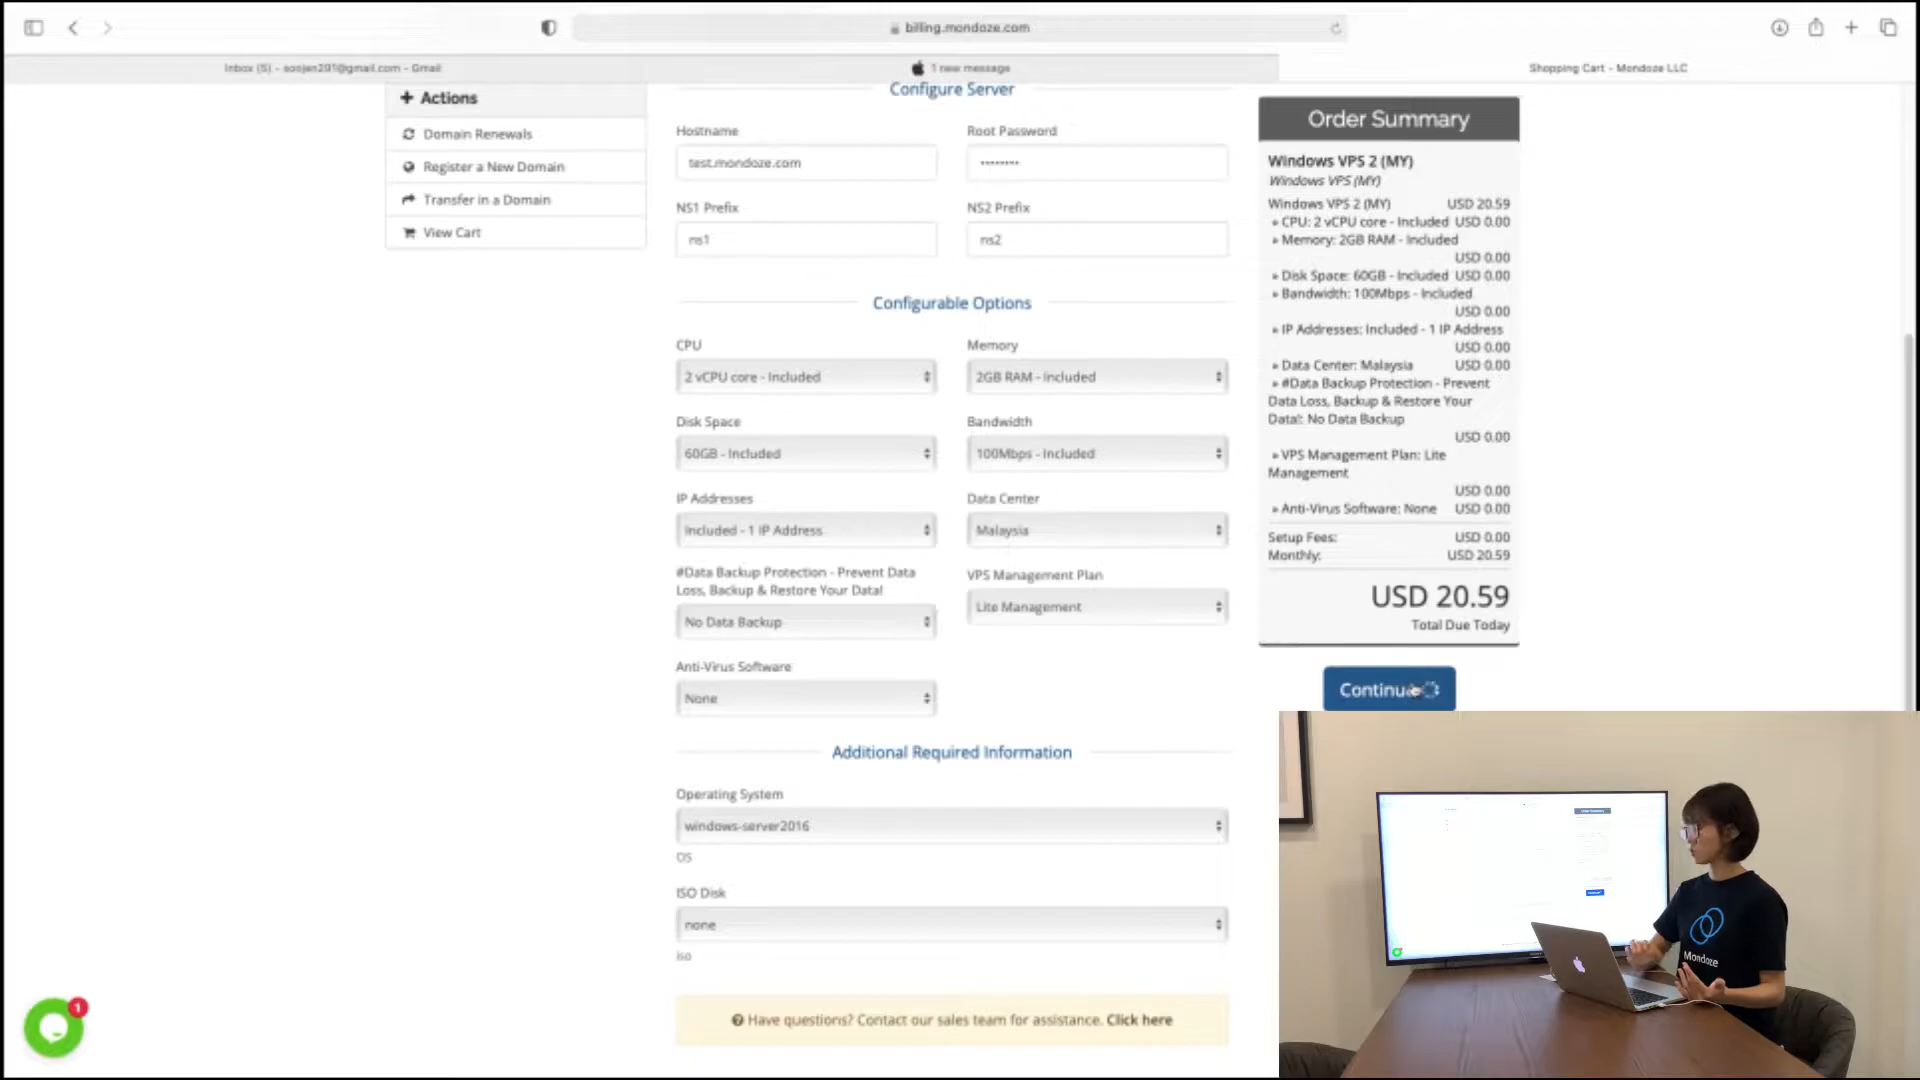 billing.mondoze.com
Inbox (5) - soojen291@gmail.com - Gmail
1 new message
Shopping Cart - Mondoze LLC
Actions
Domain Renewals
Register a New Domain
Transfer in a Domain
View Cart
Configure Server
Hostname
Root Password
test.mondoze.com
••••••••
NS1 Prefix
NS2 Prefix
ns1
ns2
Configurable Options
CPU
Memory
2 vCPU core - Included
2GB RAM - Included
Disk Space
Bandwidth
60GB - Included
100Mbps - Included
IP Addresses
Data Center
Included - 1 IP Address
Malaysia
#Data Backup Protection - Prevent Data
Loss, Backup & Restore Your Data!
VPS Management Plan
No Data Backup
Lite Management
Anti-Virus Software
None
Additional Required Information
Operating System
windows-server2016
OS
ISO Disk
none
iso
Have questions? Contact our sales team for assistance. Click here
Order Summary
Windows VPS 2 (MY)
Windows VPS (MY)
Windows VPS 2 (MY) USD 20.59
» CPU: 2 vCPU core - Included USD 0.00
» Memory: 2GB RAM - Included
USD 0.00
» Disk Space: 60GB - Included USD 0.00
» Bandwidth: 100Mbps - Included
USD 0.00
» IP Addresses: Included - 1 IP Address
USD 0.00
» Data Center: Malaysia USD 0.00
» #Data Backup Protection - Prevent
Data Loss, Backup & Restore Your
Data!: No Data Backup
USD 0.00
» VPS Management Plan: Lite
Management
USD 0.00
» Anti-Virus Software: None USD 0.00
Setup Fees: USD 0.00
Monthly: USD 20.59
USD 20.59
Total Due Today
Continue
1
Mondoze